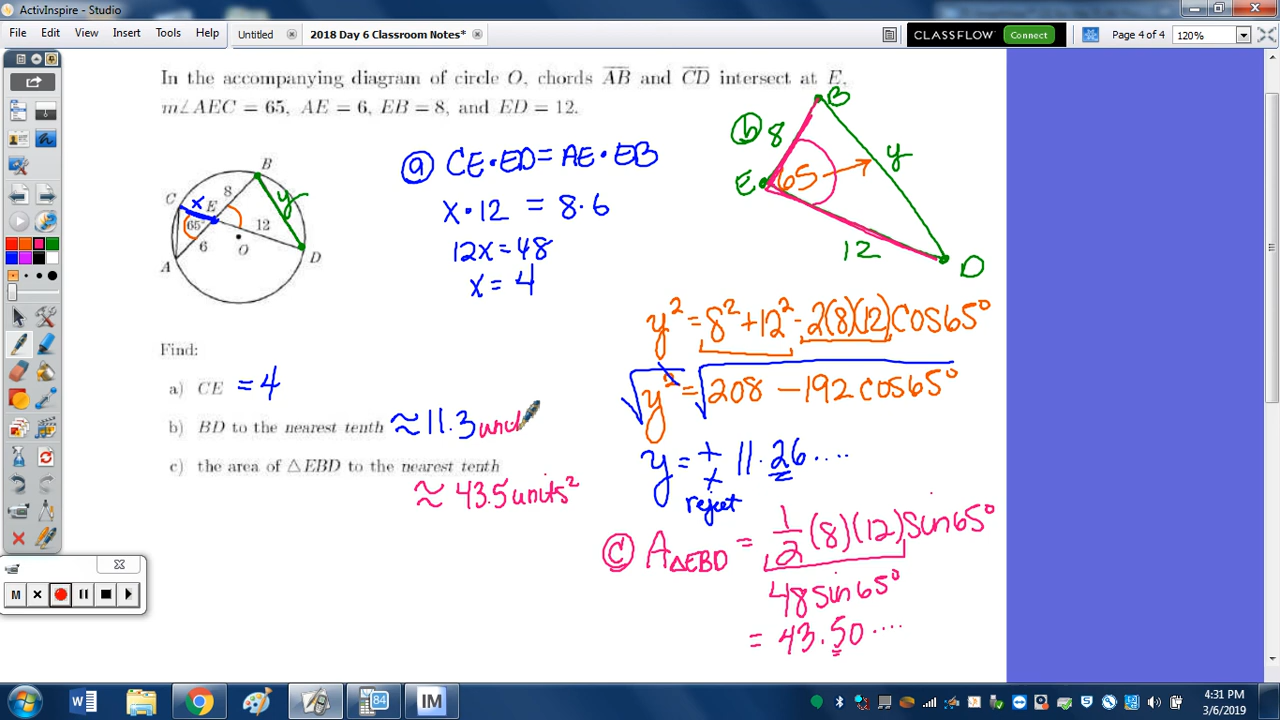 ActivInspire - Studio
File Edit View Insert Tools Help
Untitled
2018 Day 6 Classroom Notes*
CLASSFLOW Connect
Page 4 of 4
120%
In the accompanying diagram of circle O, chords AB and CD intersect at E,
m∠AEC = 65, AE = 6, EB = 8, and ED = 12.
B
C x E 8 y
65° 12
6 O
A D
ⓐ CE·ED=AE·EB
x·12 = 8·6
12x=48
x= 4
ⓑ 8 B
E 65 y
12 D
y² = 8²+12²-2(8)(12)cos65°
√y² = √208 -192cos65°
y = ± 11.26....
reject
Find:
a) CE = 4
b) BD to the nearest tenth ≈11.3units
c) the area of △EBD to the nearest tenth
≈ 43.5units²
ⓒ A△EBD = 1/2(8)(12)sin65°
48sin65°
= 43.50....
M
84
IM
4:31 PM
3/6/2019